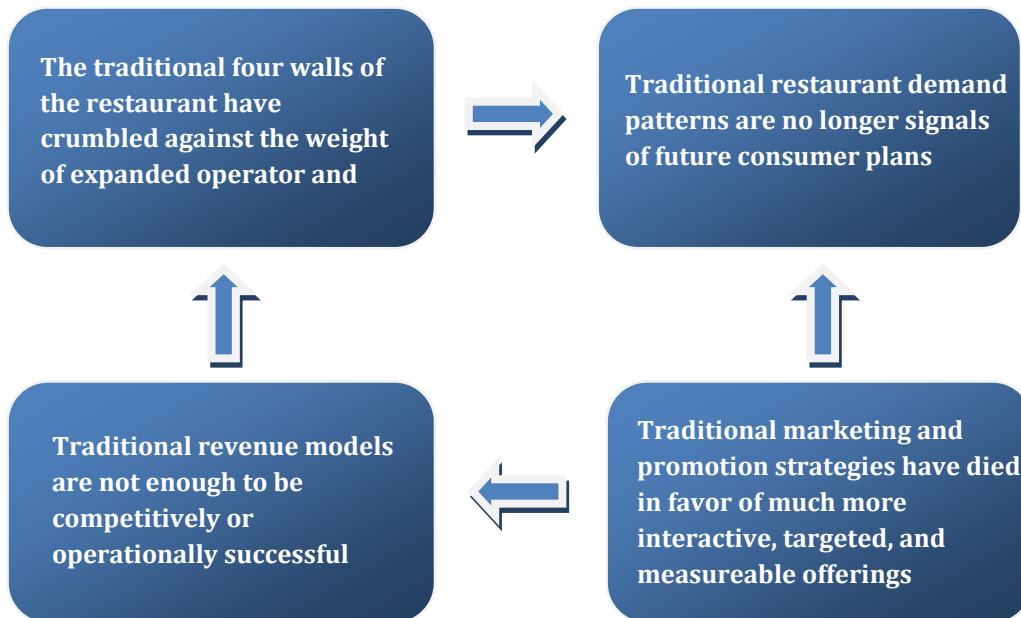 The traditional four walls of
the restaurant have
crumbled against the weight
of expanded operator and
Traditional restaurant demand
patterns are no longer signals
of future consumer plans
Traditional revenue models
are not enough to be
competitively or
operationally successful
Traditional marketing and
promotion strategies have died
in favor of much more
interactive, targeted, and
measureable offerings